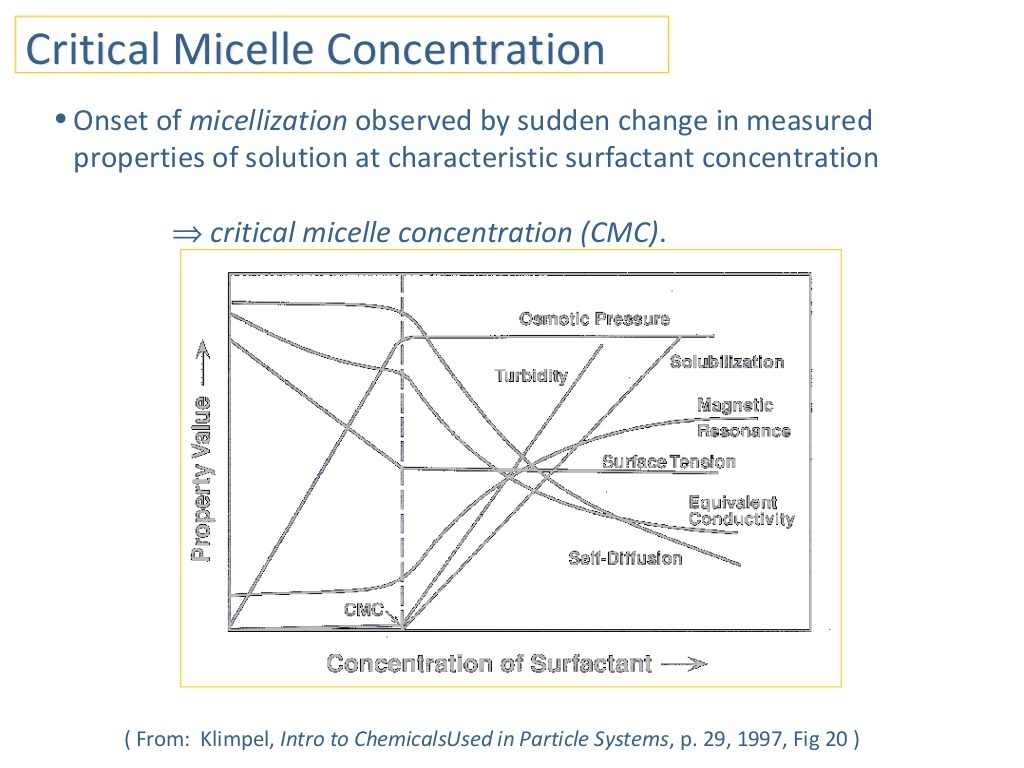 Critical Micelle Concentration
• Onset of micellization observed by sudden change in measured
properties of solution at characteristic surfactant concentration
⇒ critical micelle concentration (CMC).
Osmotic Pressure
Solubilization
Turbidity
Magnetic
Resonance
Surface Tension
Equivalent
Conductivity
Self-Diffusion
CMC
Property Value →
Concentration of Surfactant →
( From: Klimpel, Intro to ChemicalsUsed in Particle Systems, p. 29, 1997, Fig 20 )